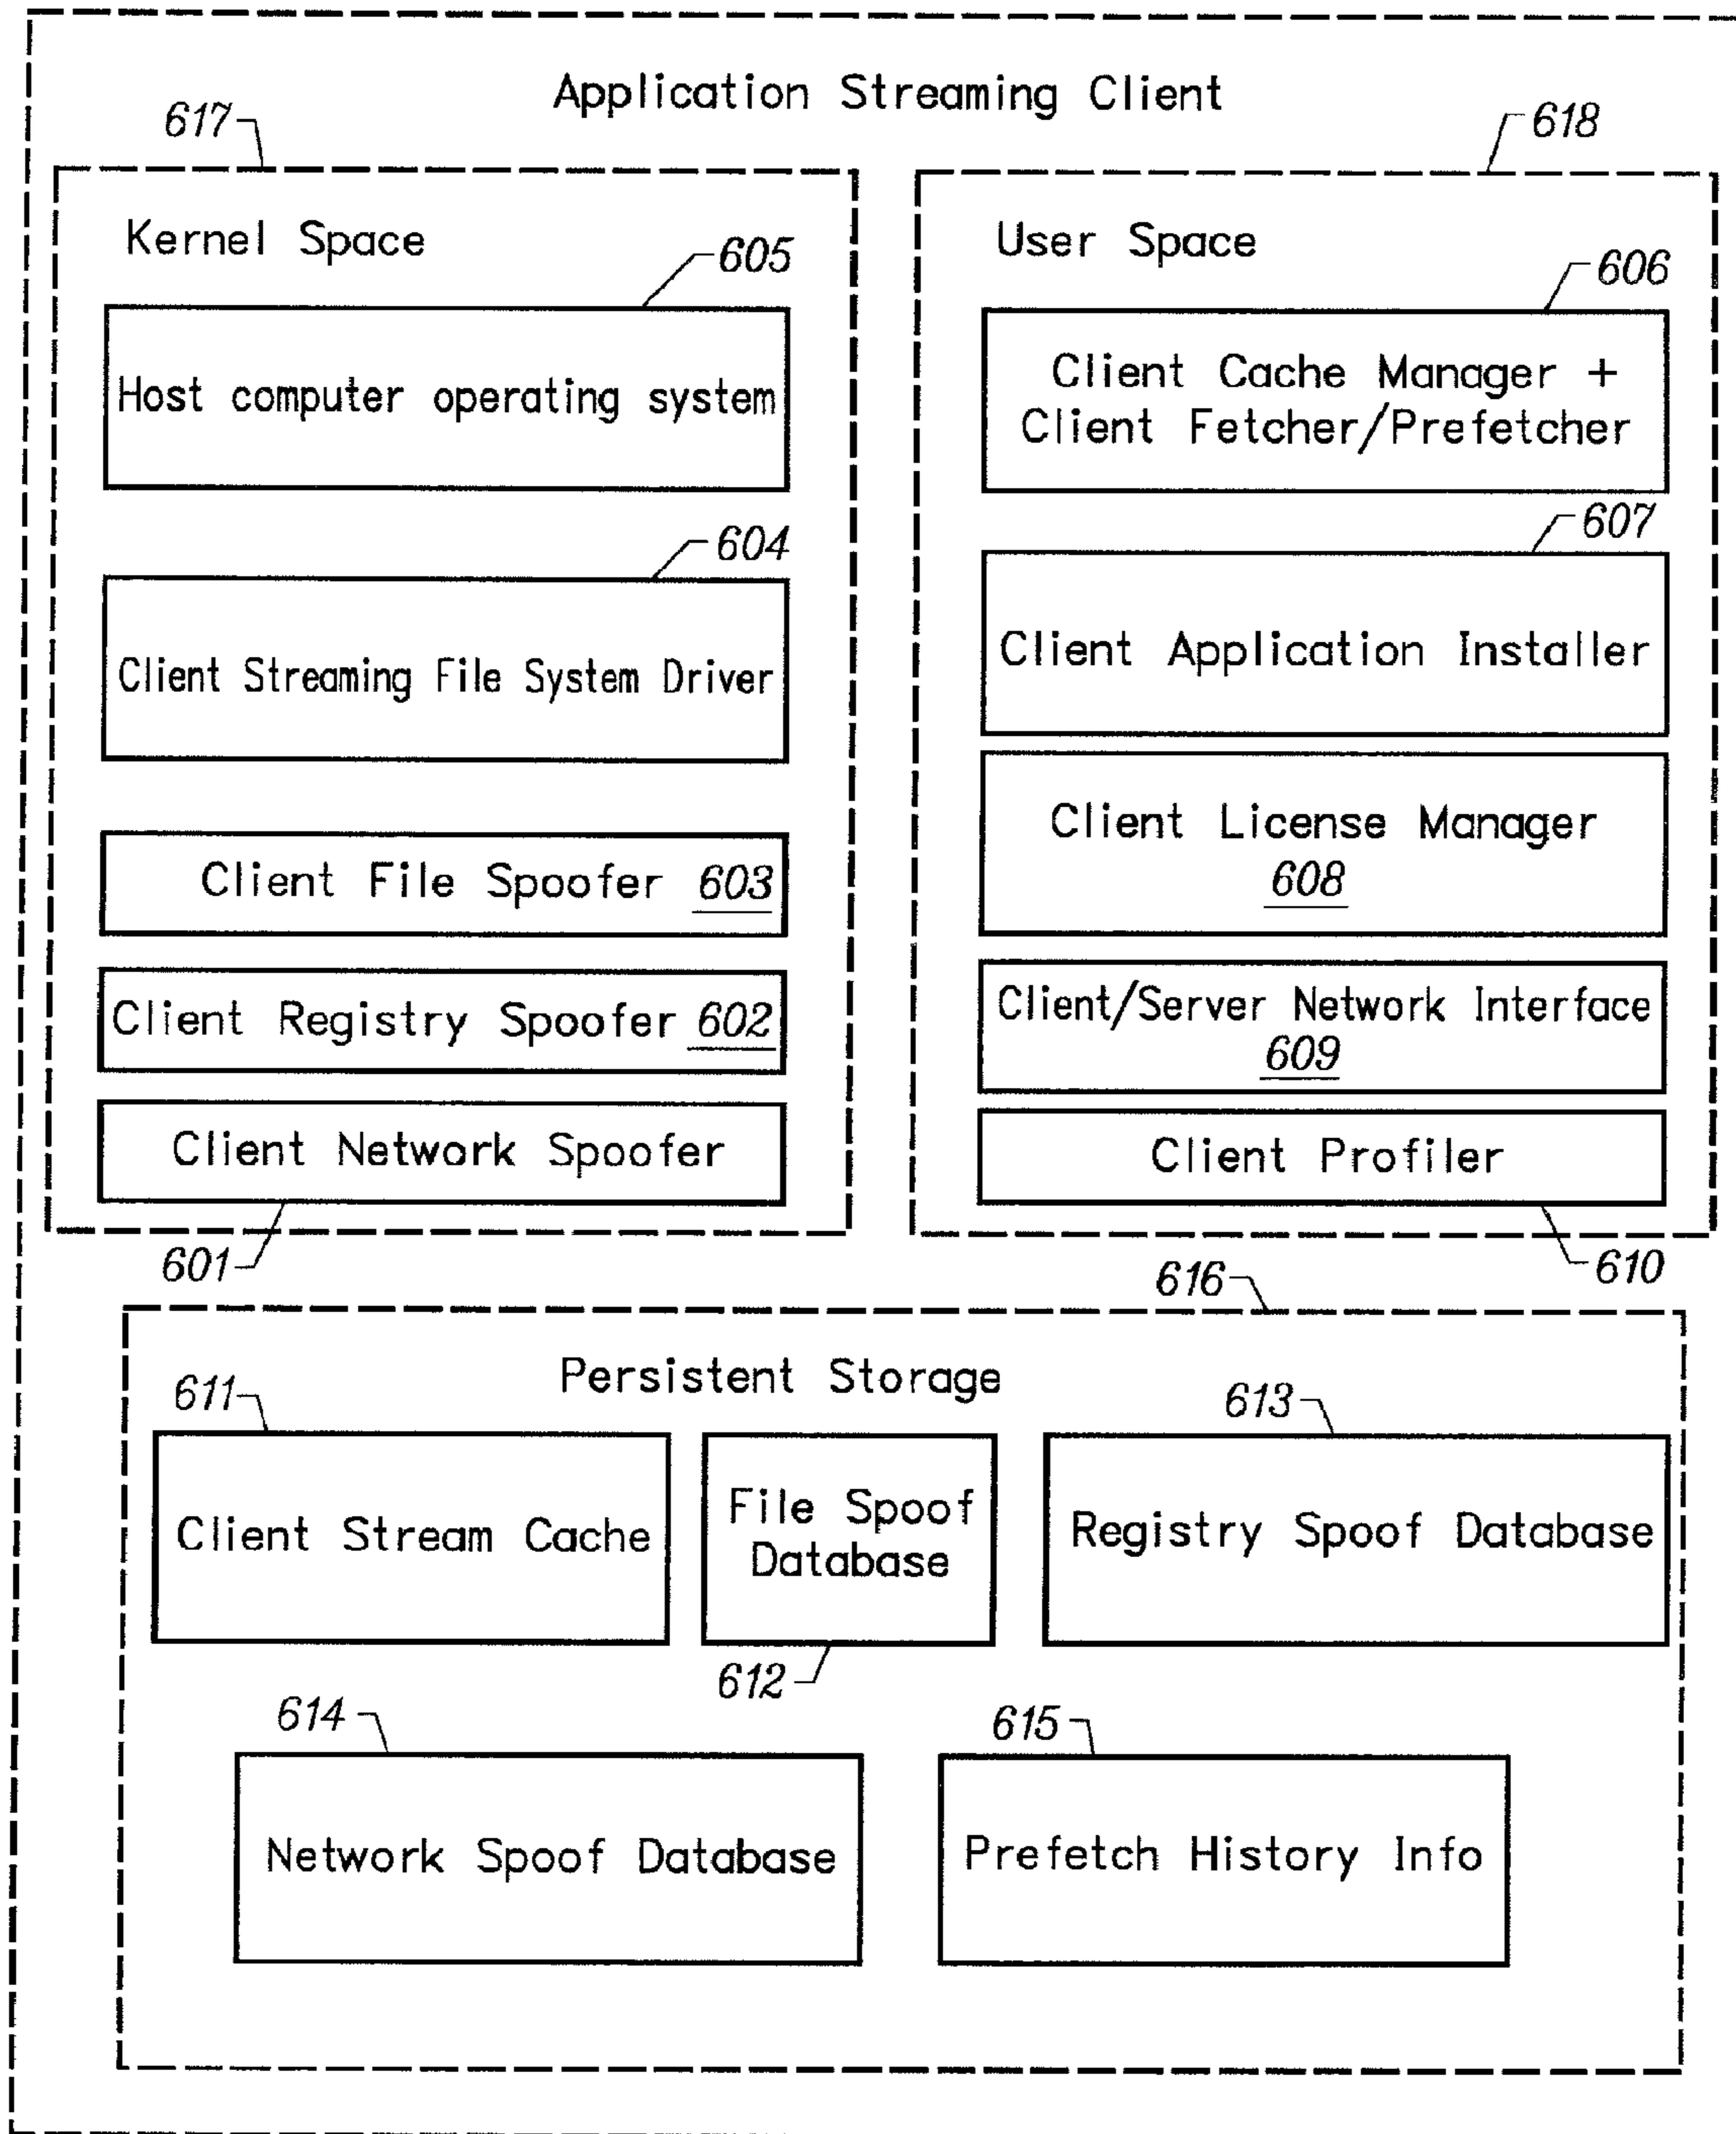 Application Streaming Client
617
618
Kernel Space
605
Host computer operating system
604
Client Streaming File System Driver
Client File Spoofer 603
Client Registry Spoofer 602
Client Network Spoofer
601
User Space
606
Client Cache Manager +
Client Fetcher/Prefetcher
607
Client Application Installer
Client License Manager
608
Client/Server Network Interface
609
Client Profiler
610
616
Persistent Storage
611
Client Stream Cache
File Spoof
Database
612
613
Registry Spoof Database
614
Network Spoof Database
615
Prefetch History Info